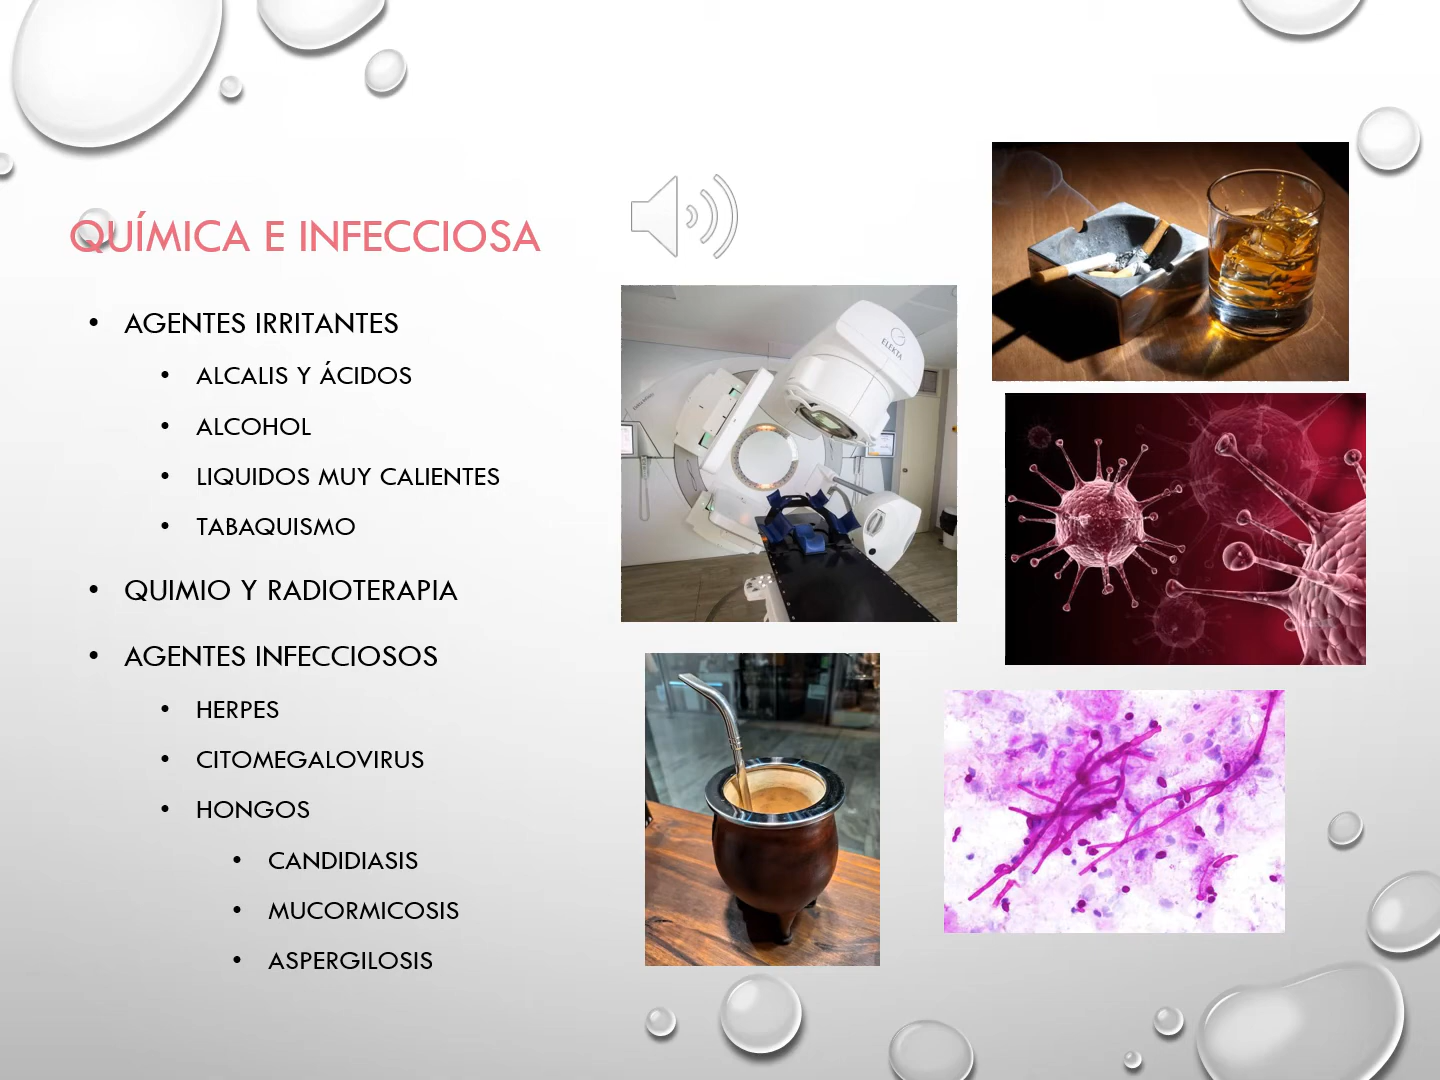 QUÍMICA E INFECCIOSA
• AGENTES IRRITANTES
• ALCALIS Y ÁCIDOS
• ALCOHOL
• LIQUIDOS MUY CALIENTES
• TABAQUISMO
• QUIMIO Y RADIOTERAPIA
• AGENTES INFECCIOSOS
• HERPES
• CITOMEGALOVIRUS
• HONGOS
• CANDIDIASIS
• MUCORMICOSIS
• ASPERGILOSIS
ELEKTA